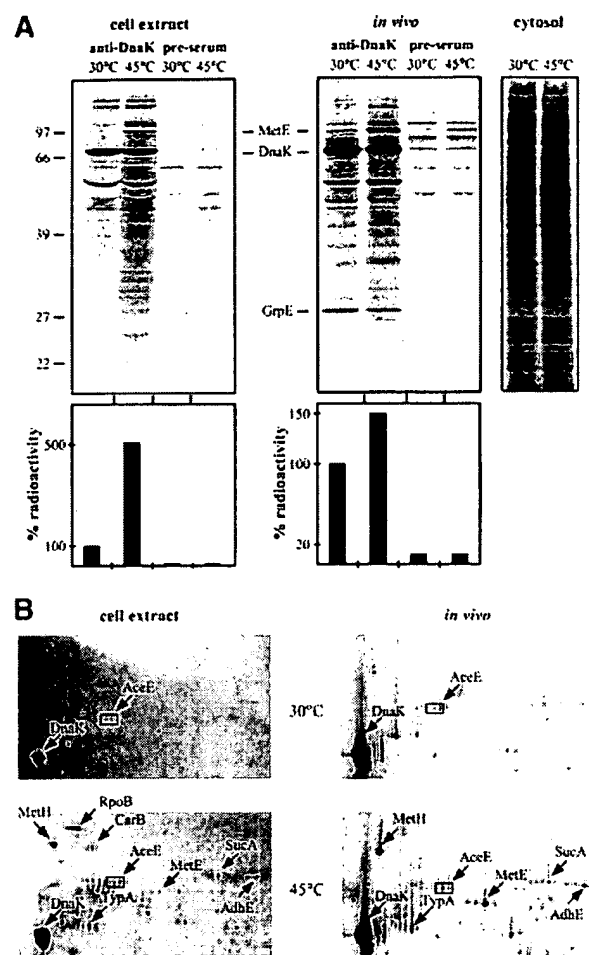 A
cell extract
in vivo
cytosol
anti-DnaK pre-serum
anti-DnaK pre-serum
30°C 45°C 30°C 45°C
30°C 45°C 30°C 45°C
30°C 45°C
97
66
39
27
22
MetE
DnaK
GrpE
% radioactivity
500
100
% radioactivity
150
100
20
B
cell extract
in vivo
AceE
DnaK
30°C
AceE
DnaK
MetH
RpoB
CarB
AceE
MetE
SucA
TypA
DnaK
AdhE
45°C
MetH
AceE
MetE
SucA
DnaK
TypA
AdhE